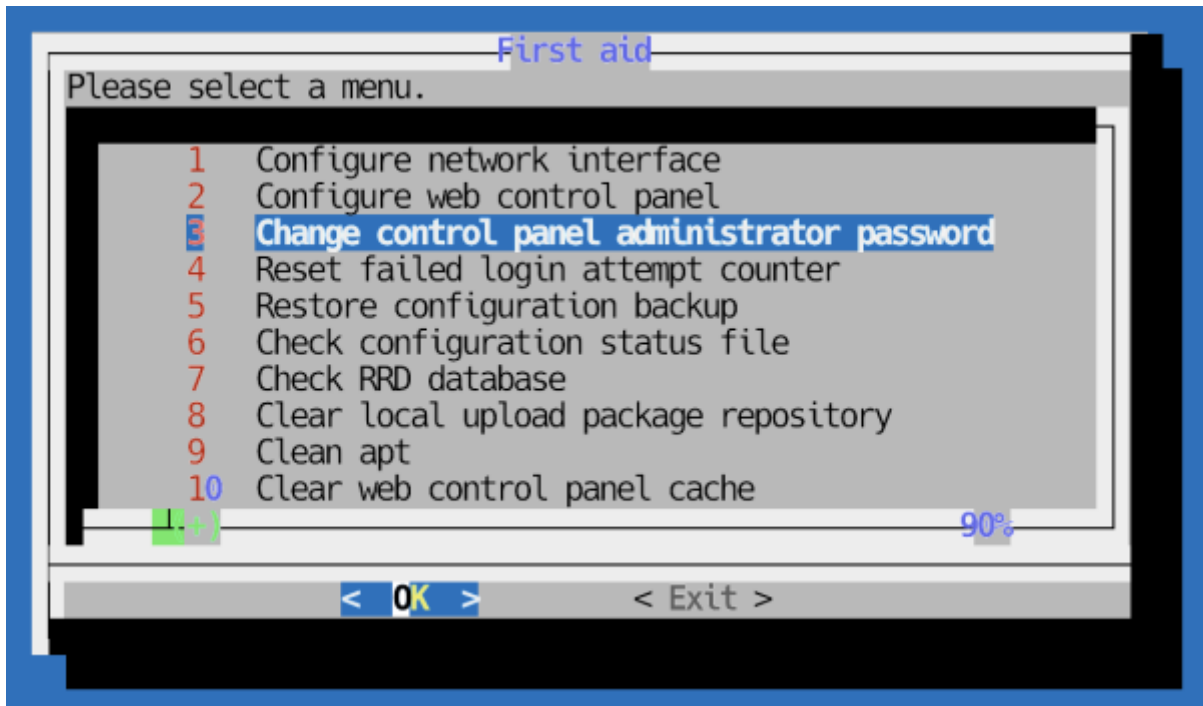 First aid
Please select a menu.
1 Configure network interface
2 Configure web control panel
3 Change control panel administrator password
4 Reset failed login attempt counter
5 Restore configuration backup
6 Check configuration status file
7 Check RRD database
8 Clear local upload package repository
9 Clean apt
10 Clear web control panel cache
(+) 90%
< OK > < Exit >